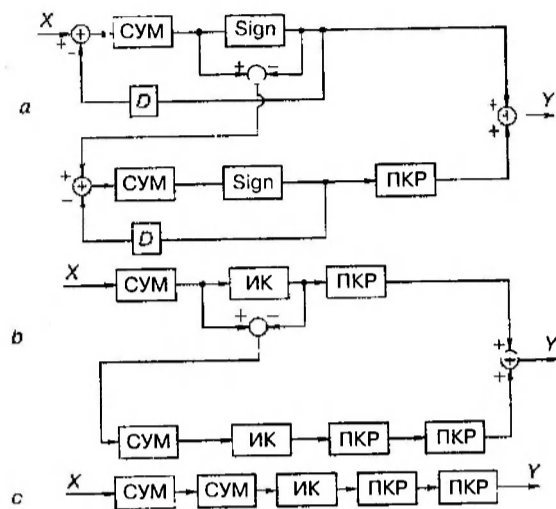 X + − + СУМ Sign
+ −
a D + + Y
+ − + СУМ Sign ПКР
D
X СУМ ИК ПКР
+ −
b + + Y
СУМ ИК ПКР ПКР
c X СУМ СУМ ИК ПКР ПКР Y